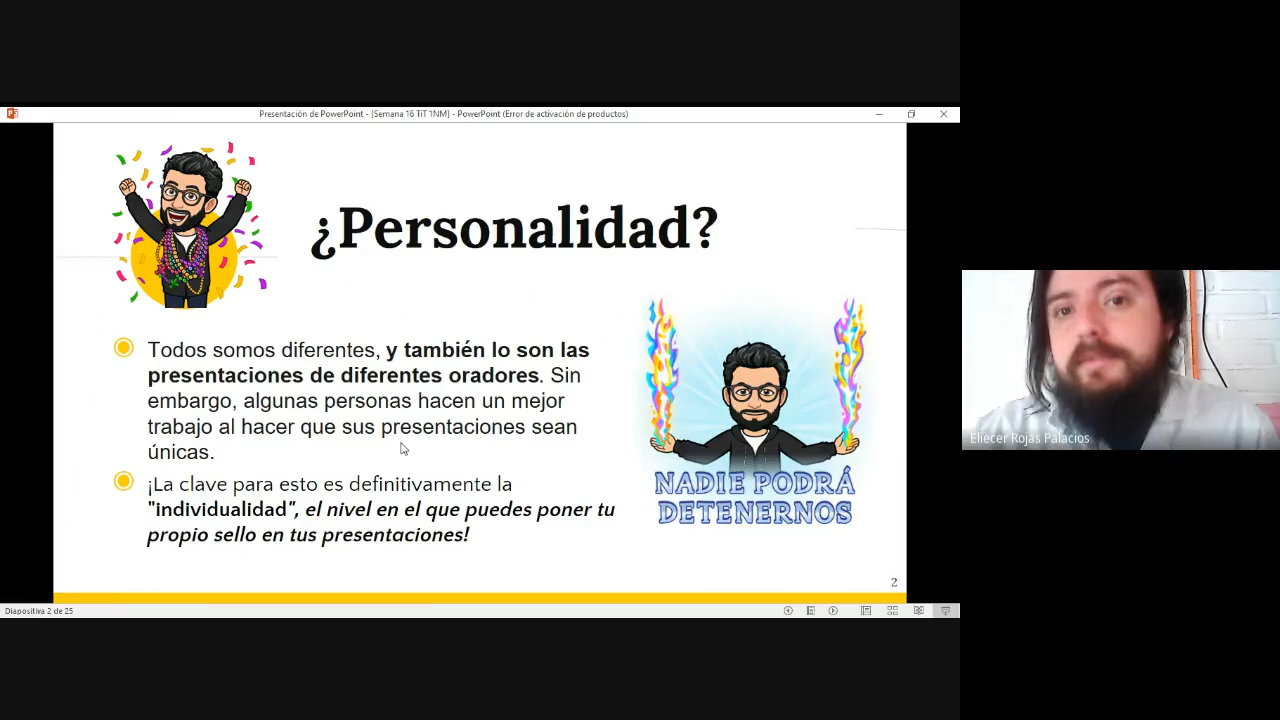 Presentación de PowerPoint - [Semana 16 TiT 1NM] - PowerPoint (Error de activación de productos)
¿Personalidad?
Todos somos diferentes, y también lo son las
presentaciones de diferentes oradores. Sin
embargo, algunas personas hacen un mejor
trabajo al hacer que sus presentaciones sean
únicas.
¡La clave para esto es definitivamente la
"individualidad", el nivel en el que puedes poner tu
propio sello en tus presentaciones!
NADIE PODRÁ
DETENERNOS
2
Diapositiva 2 de 25
Eliecer Rojas Palacios